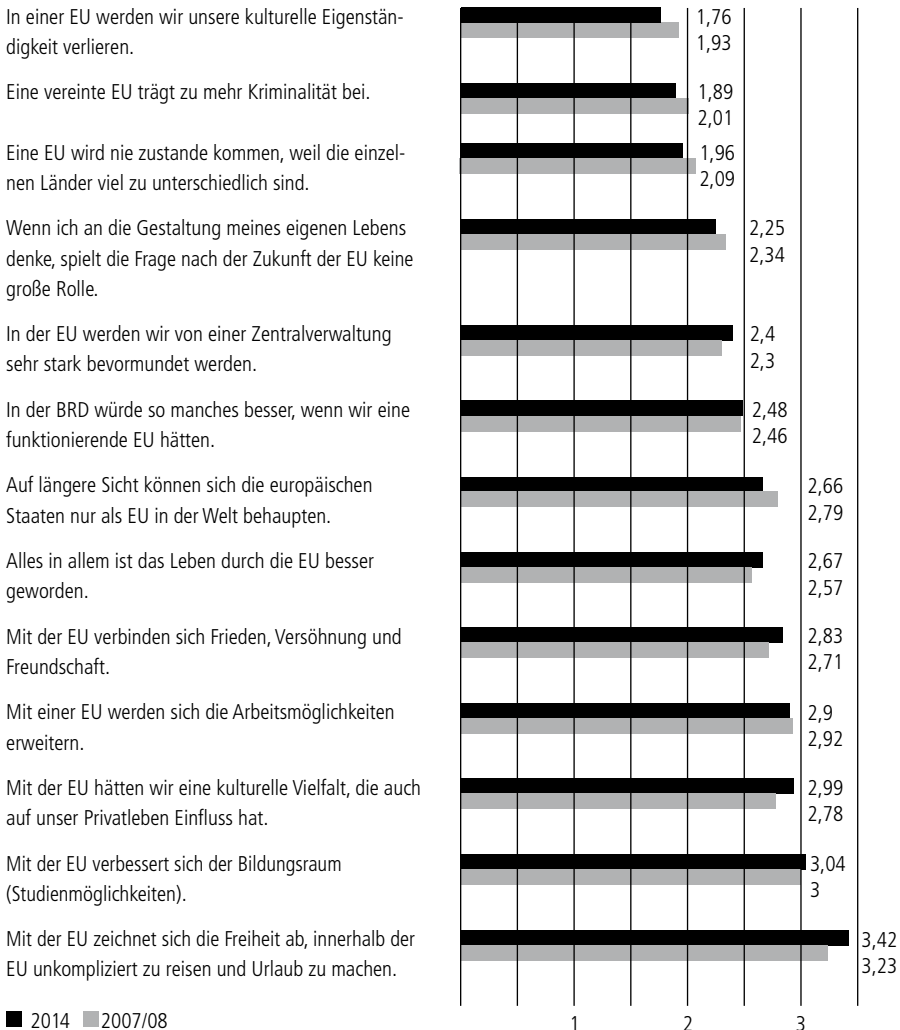 In einer EU werden wir unsere kulturelle Eigenstän-
digkeit verlieren.
1,76
1,93
Eine vereinte EU trägt zu mehr Kriminalität bei.
1,89
2,01
Eine EU wird nie zustande kommen, weil die einzel-
nen Länder viel zu unterschiedlich sind.
1,96
2,09
Wenn ich an die Gestaltung meines eigenen Lebens
denke, spielt die Frage nach der Zukunft der EU keine
große Rolle.
2,25
2,34
In der EU werden wir von einer Zentralverwaltung
sehr stark bevormundet werden.
2,4
2,3
In der BRD würde so manches besser, wenn wir eine
funktionierende EU hätten.
2,48
2,46
Auf längere Sicht können sich die europäischen
Staaten nur als EU in der Welt behaupten.
2,66
2,79
Alles in allem ist das Leben durch die EU besser
geworden.
2,67
2,57
Mit der EU verbinden sich Frieden, Versöhnung und
Freundschaft.
2,83
2,71
Mit einer EU werden sich die Arbeitsmöglichkeiten
erweitern.
2,9
2,92
Mit der EU hätten wir eine kulturelle Vielfalt, die auch
auf unser Privatleben Einfluss hat.
2,99
2,78
Mit der EU verbessert sich der Bildungsraum
(Studienmöglichkeiten).
3,04
3
Mit der EU zeichnet sich die Freiheit ab, innerhalb der
EU unkompliziert zu reisen und Urlaub zu machen.
3,42
3,23
2014 2007/08
1 2 3